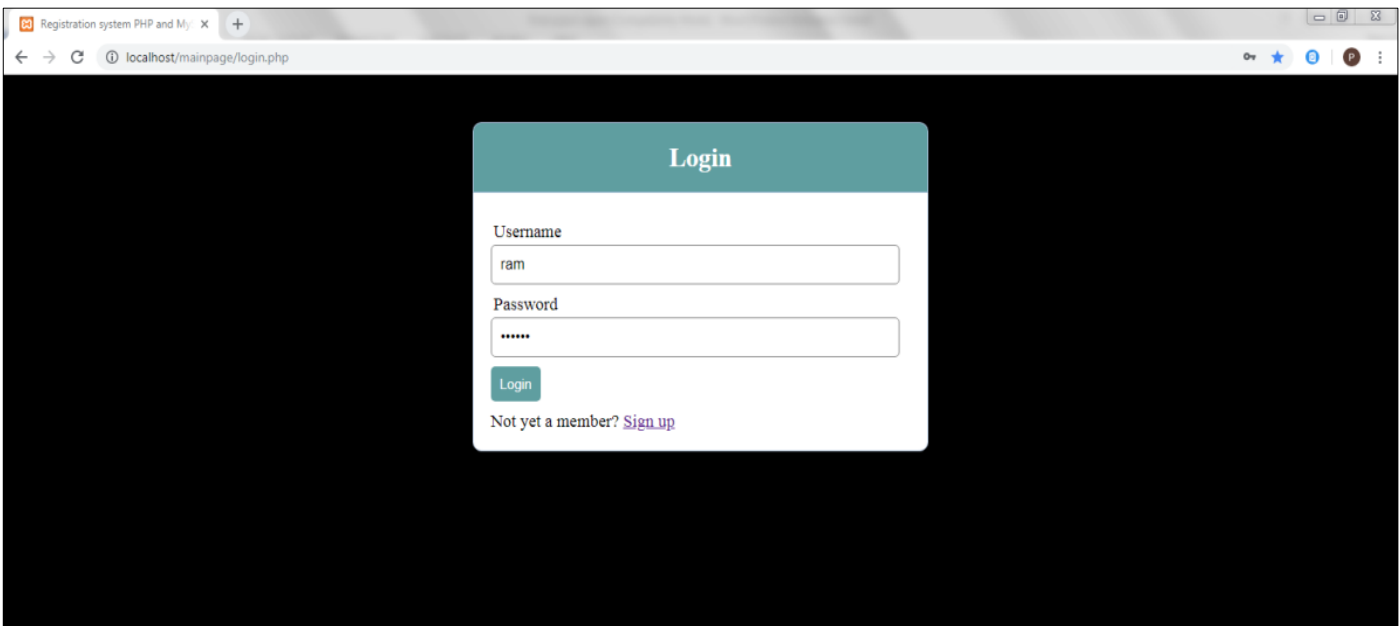 Registration system PHP and My
localhost/mainpage/login.php
P
Login
Username
ram
Password
••••••
Login
Not yet a member? Sign up